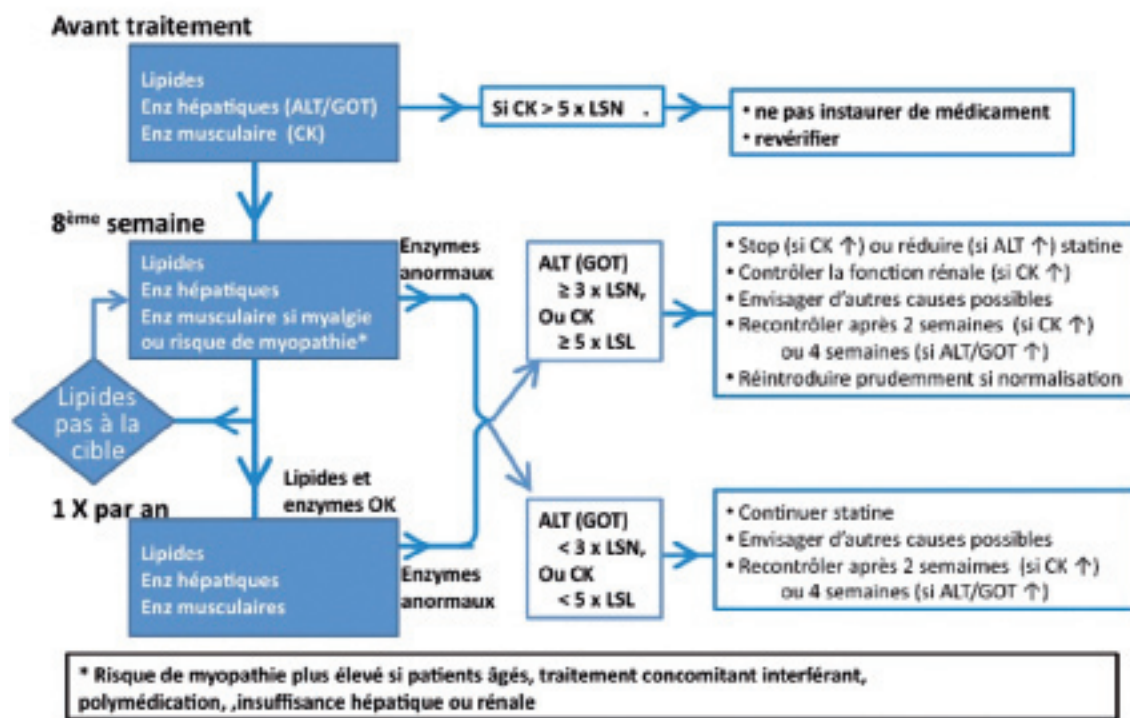 Avant traitement
Lipides
Enz hépatiques (ALT/GOT)
Enz musculaire (CK)
Si CK > 5 x LSN .
• ne pas instaurer de médicament
• revérifier
8ème semaine
Lipides
Enz hépatiques
Enz musculaire si myalgie
ou risque de myopathie*
Enzymes
anormaux
ALT (GOT)
≥ 3 x LSN,
Ou CK
≥ 5 x LSL
• Stop (si CK ↑) ou réduire (si ALT ↑) statine
• Contrôler la fonction rénale (si CK ↑)
• Envisager d'autres causes possibles
• Recontrôler après 2 semaines (si CK ↑)
ou 4 semaines (si ALT/GOT ↑)
• Réintroduire prudemment si normalisation
Lipides
pas à la
cible
Lipides et
enzymes OK
1 X par an
Lipides
Enz hépatiques
Enz musculaires
Enzymes
anormaux
ALT (GOT)
< 3 x LSN,
Ou CK
< 5 x LSL
• Continuer statine
• Envisager d'autres causes possibles
• Recontrôler après 2 semaimes (si CK ↑)
ou 4 semaines (si ALT/GOT ↑)
* Risque de myopathie plus élevé si patients âgés, traitement concomitant interférant,
polymédication, ,insuffisance hépatique ou rénale